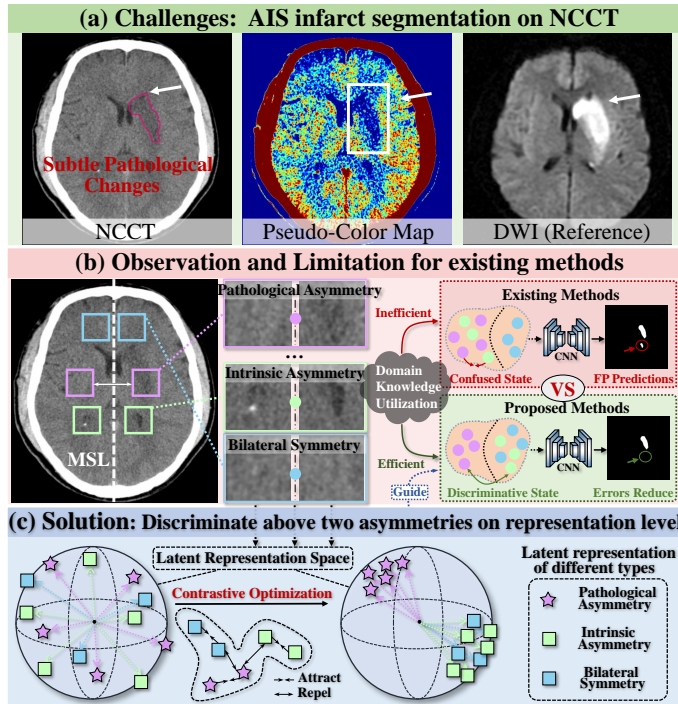 (a) Challenges: AIS infarct segmentation on NCCT
Subtle Pathological
Changes
NCCT
Pseudo-Color Map
DWI (Reference)
(b) Observation and Limitation for existing methods
MSL
Pathological Asymmetry
...
Intrinsic Asymmetry
Bilateral Symmetry
Domain
Knowledge
Utilization
Inefficient
Efficient
Guide
Existing Methods
CNN
Confused State
FP Predictions
VS
Proposed Methods
CNN
Discriminative State
Errors Reduce
(c) Solution: Discriminate above two asymmetries on representation level
Latent Representation Space
Contrastive Optimization
Attract
Repel
Latent representation
of different types
Pathological
Asymmetry
Intrinsic
Asymmetry
Bilateral
Symmetry